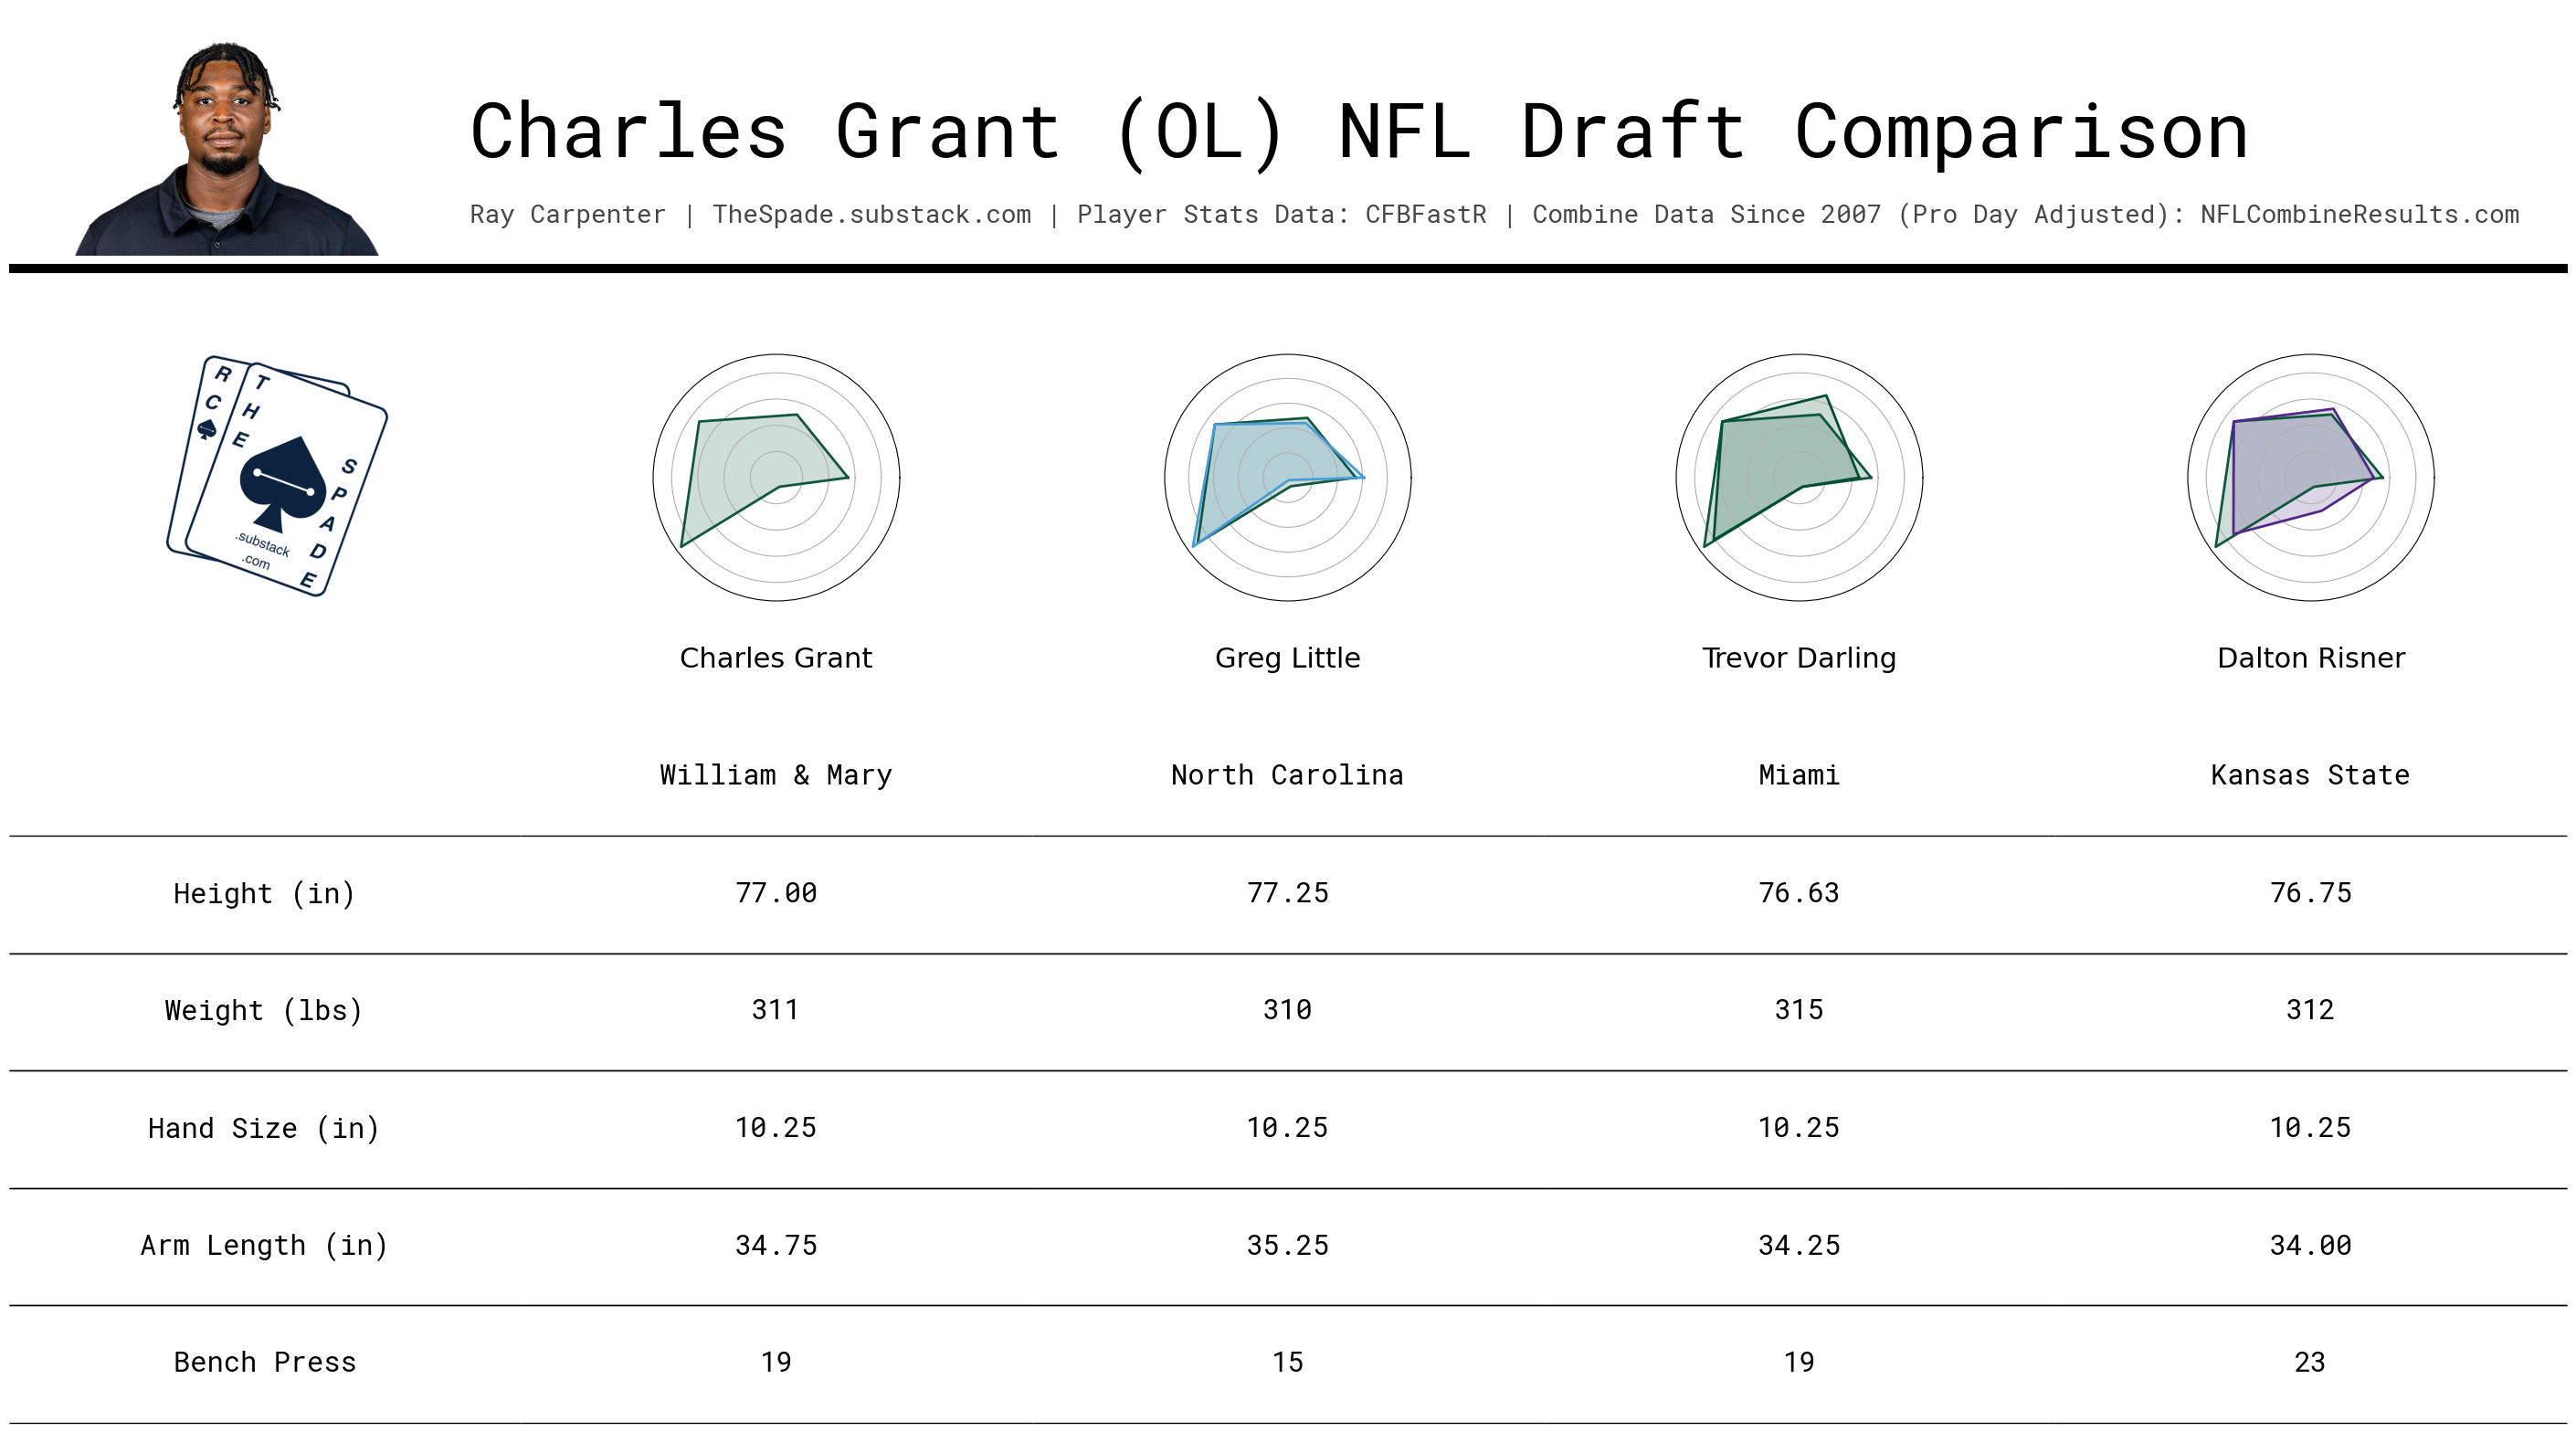 Charles Grant (OL) NFL Draft Comparison
Ray Carpenter | TheSpade.substack.com | Player Stats Data: CFBFastR | Combine Data Since 2007 (Pro Day Adjusted): NFLCombineResults.com
R C
THE
SPADE
.substack
.com
Charles Grant Greg Little Trevor Darling Dalton Risner
William & Mary North Carolina Miami Kansas State
Height (in) 77.00 77.25 76.63 76.75
Weight (lbs) 311 310 315 312
Hand Size (in) 10.25 10.25 10.25 10.25
Arm Length (in) 34.75 35.25 34.25 34.00
Bench Press 19 15 19 23